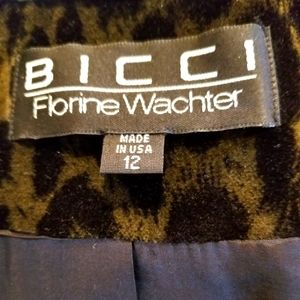 BICCI
Florine Wachter
MADE
IN USA
12